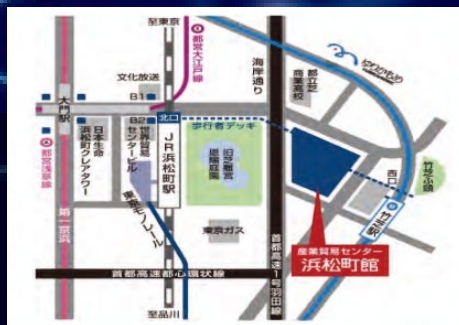 至東京
都営大江戸線
文化放送
B1
海岸通り
都立芝商業高校
ゆりかもめ
大門駅
北口
歩行者デッキ
日本生命
浜松町クレアタワー
B2
世界貿易センタービル
JR浜松町駅
旧芝離宮恩賜庭園
西口
竹芝ふ頭
都営浅草線
竹芝駅
第一京浜
東京モノレール
東京ガス
首都高速1号羽田線
産業貿易センター
浜松町館
首都高速都心環状線
至品川